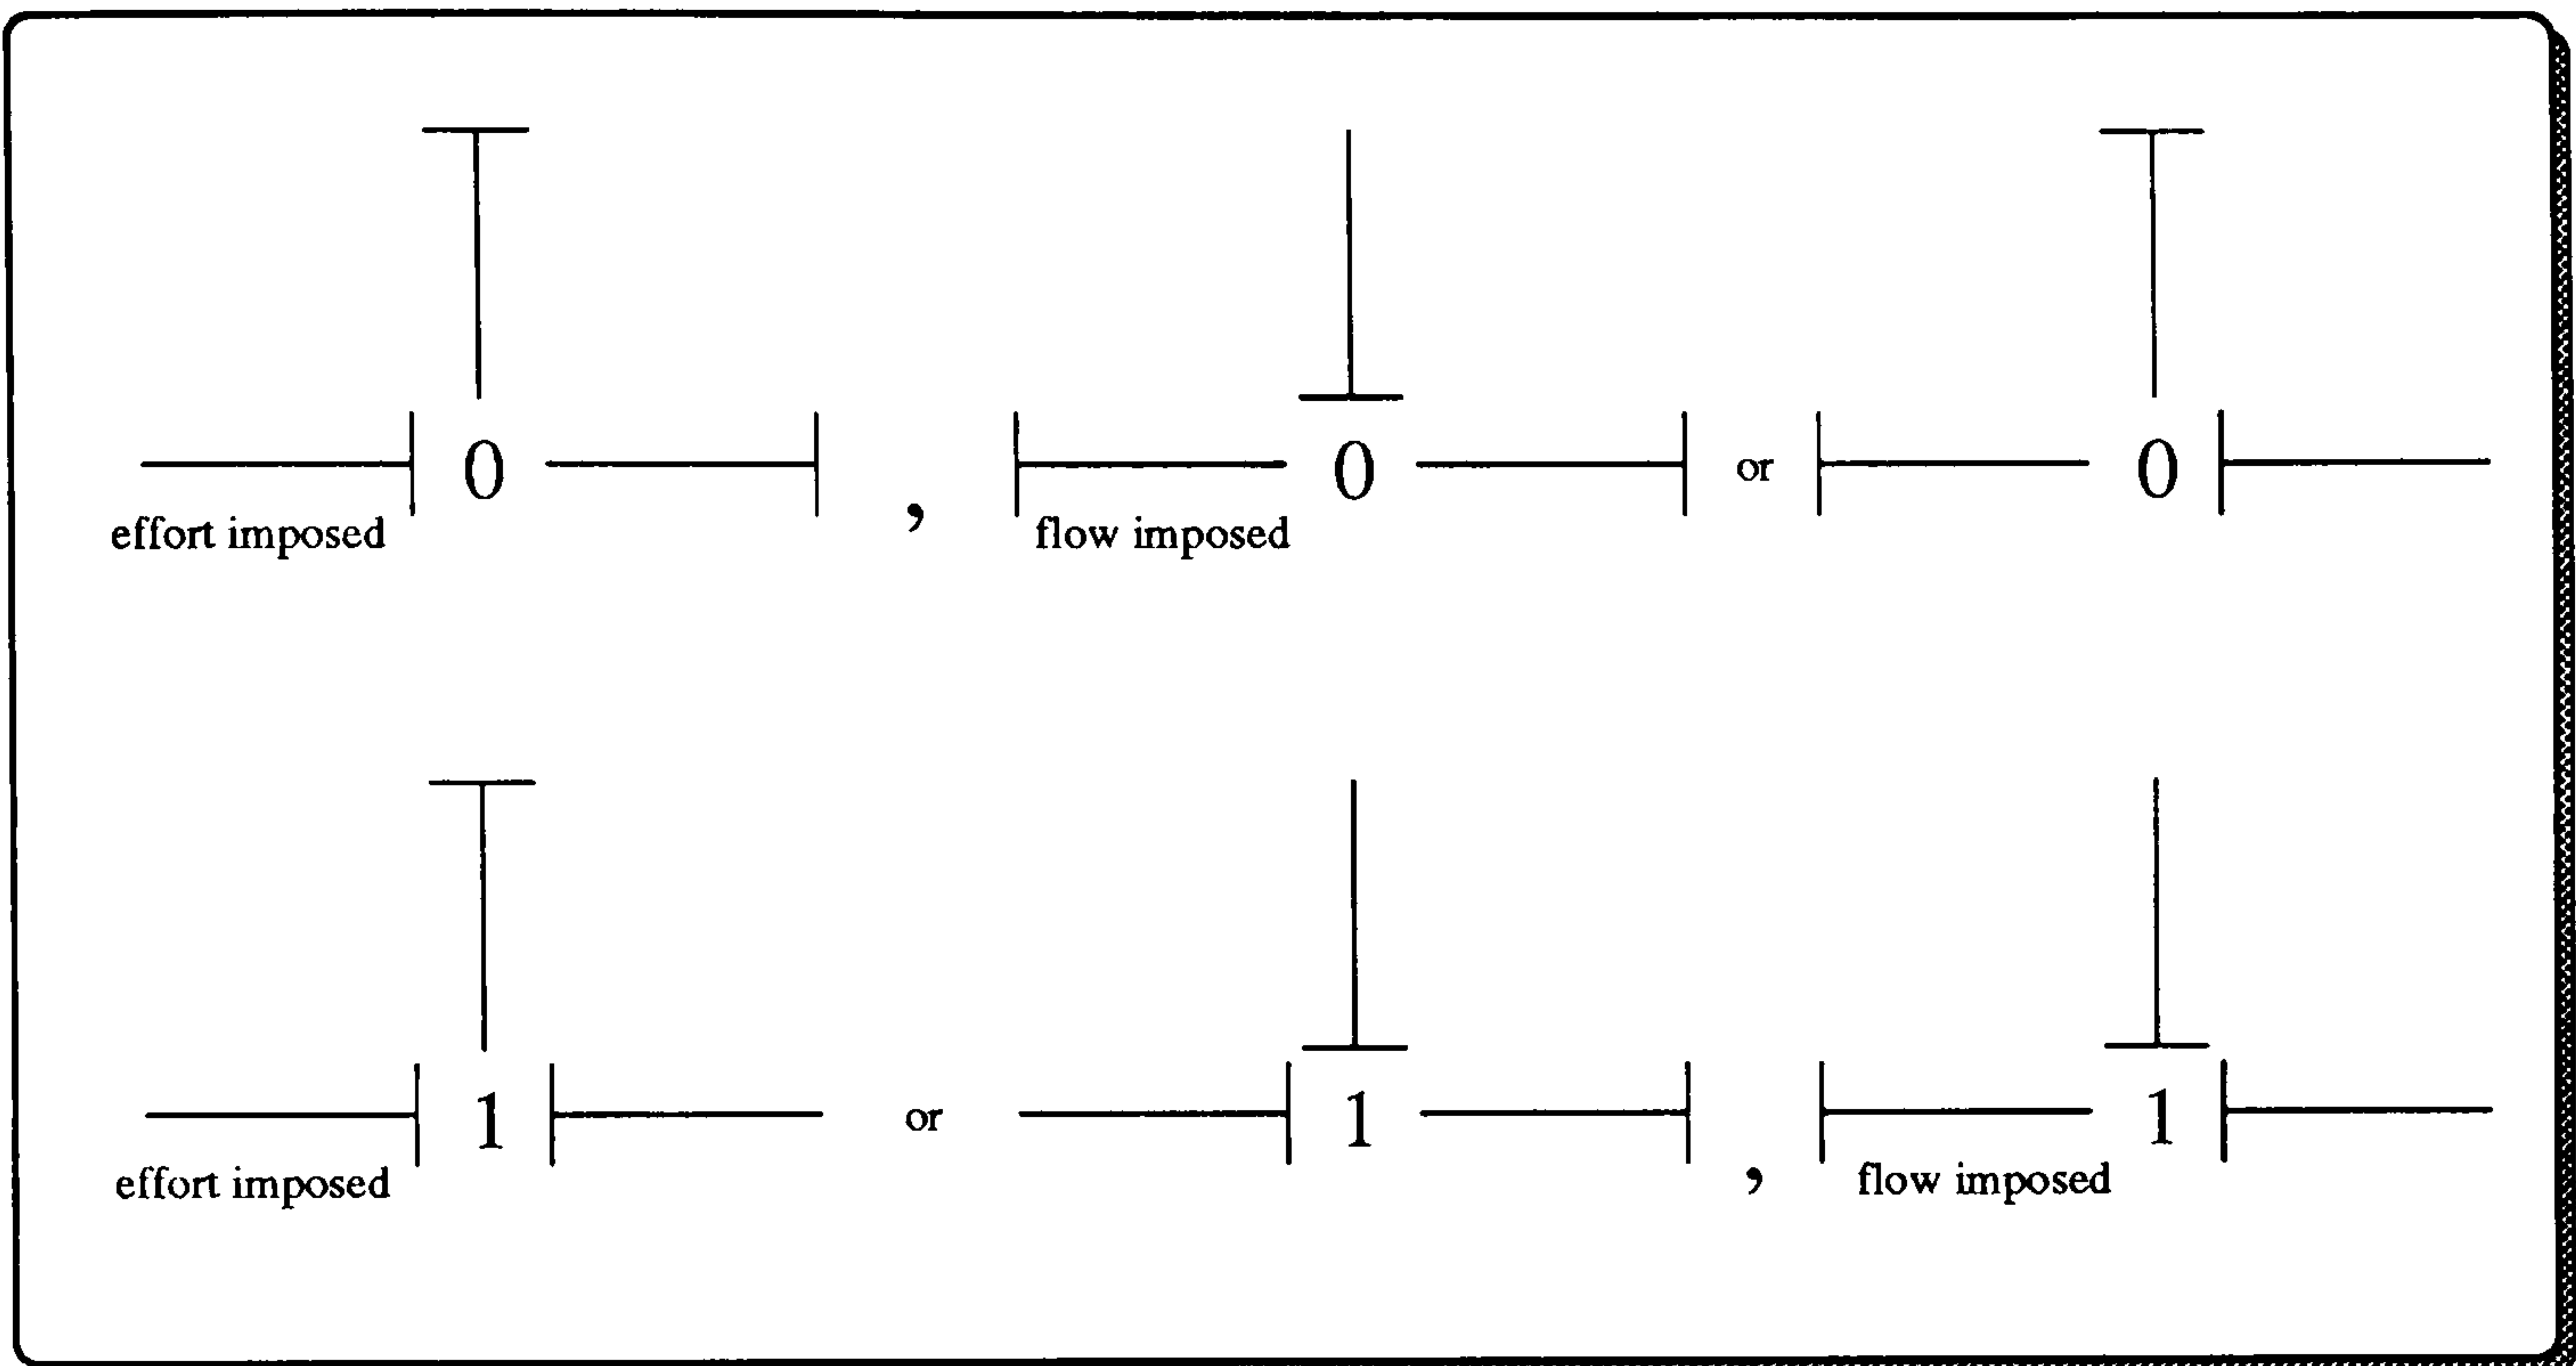 0 , 0 or 0
effort imposed flow imposed
1 or 1 , 1
effort imposed flow imposed